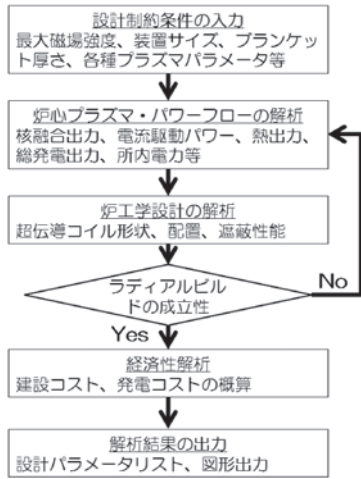 設計制約条件の入力
最大磁場強度、装置サイズ、ブランケッ
ト厚さ、各種プラズマパラメータ等
炉心プラズマ・パワーフローの解析
核融合出力、電流駆動パワー、熱出力、
総発電出力、所内電力等
炉工学設計の解析
超伝導コイル形状、配置、遮蔽性能
ラディアルビル
ドの成立性
No
Yes
経済性解析
建設コスト、発電コストの概算
解析結果の出力
設計パラメータリスト、図形出力